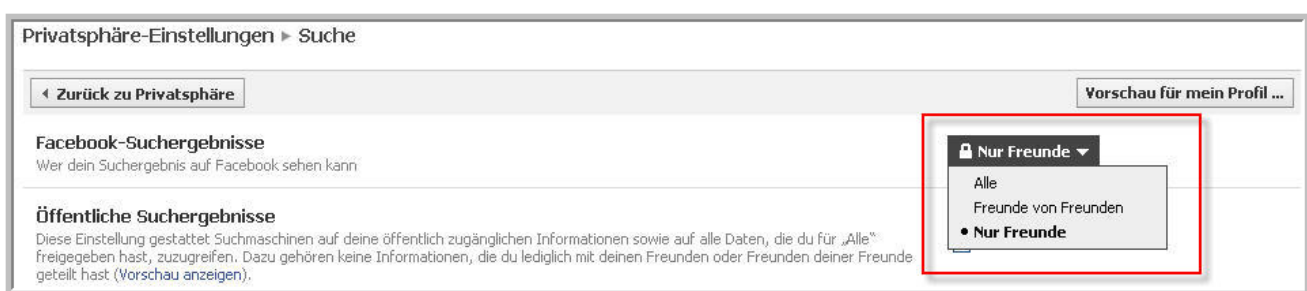 Privatsphäre-Einstellungen ▸ Suche
Zurück zu Privatsphäre
Vorschau für mein Profil ...
Facebook-Suchergebnisse
Wer dein Suchergebnis auf Facebook sehen kann
Nur Freunde
Alle
Freunde von Freunden
• Nur Freunde
Öffentliche Suchergebnisse
Diese Einstellung gestattet Suchmaschinen auf deine öffentlich zugänglichen Informationen sowie auf alle Daten, die du für „Alle“
freigegeben hast, zuzugreifen. Dazu gehören keine Informationen, die du lediglich mit deinen Freunden oder Freunden deiner Freunde
geteilt hast (Vorschau anzeigen).